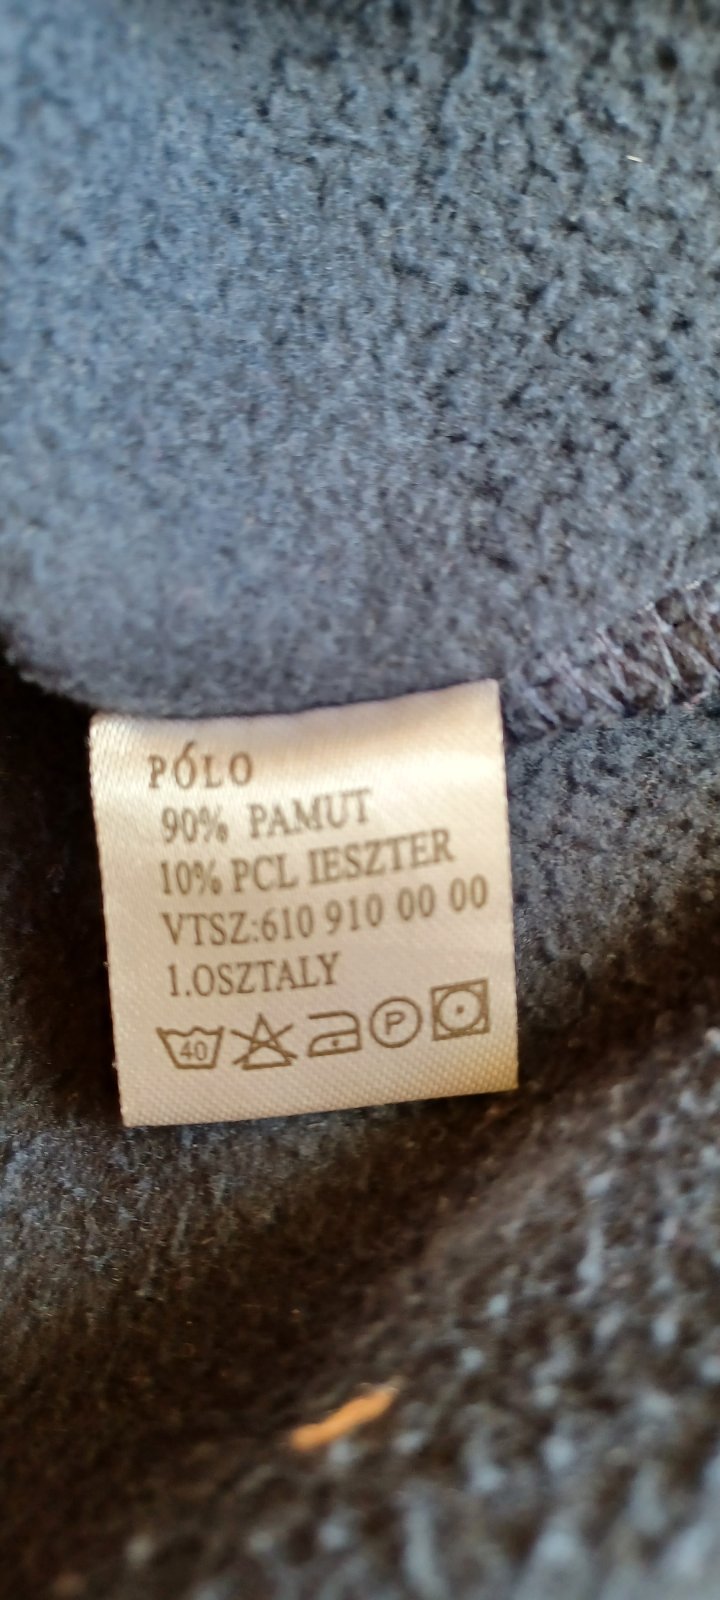 PÓLO
90% PAMUT
10% PCL IESZTER
VTSZ:610 910 00 00
1.OSZTALY
40 P